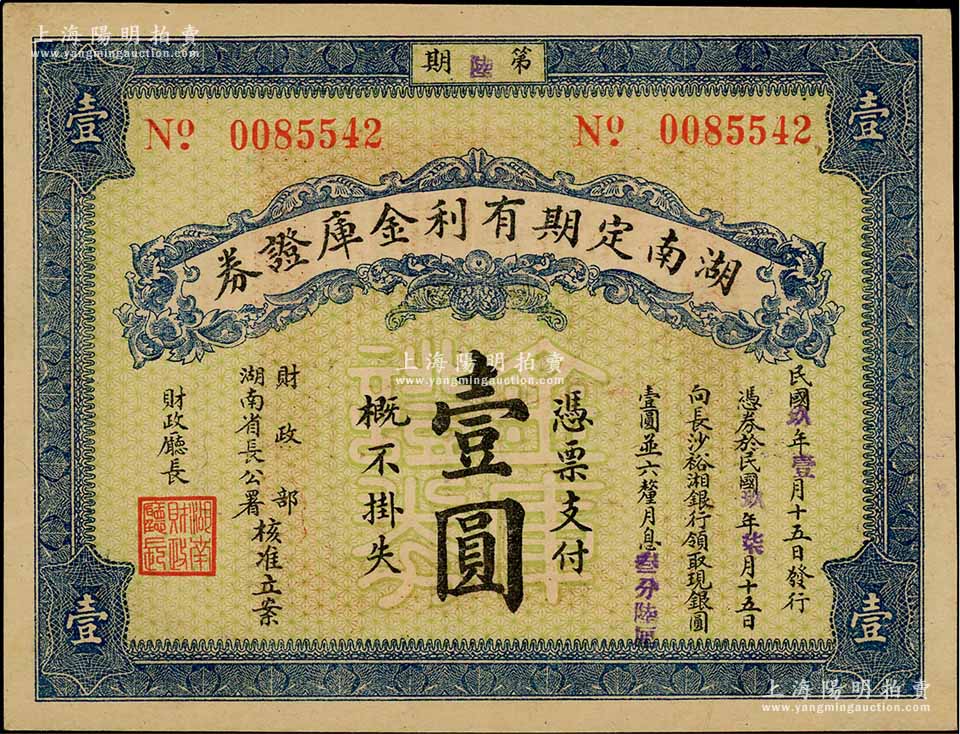 上海陽明拍賣
www.yangmingauction.com
第陸期
壹
壹
No 0085542
No 0085542
湖南定期有利金庫證券
民國玖年壹月十五日發行
憑券於民國玖年柒月十五日
向長沙裕湘銀行領取現銀圓
壹圓並六釐月息叁分陸厘
憑票支付
壹圓
概不掛失
金庫證券
財政部
湖南省長公署
核准立案
財政廳長
湖南財政廳長
上海陽明拍賣
www.yangmingauction.com
壹
壹
上海陽明拍賣
www.yangmingauction.com